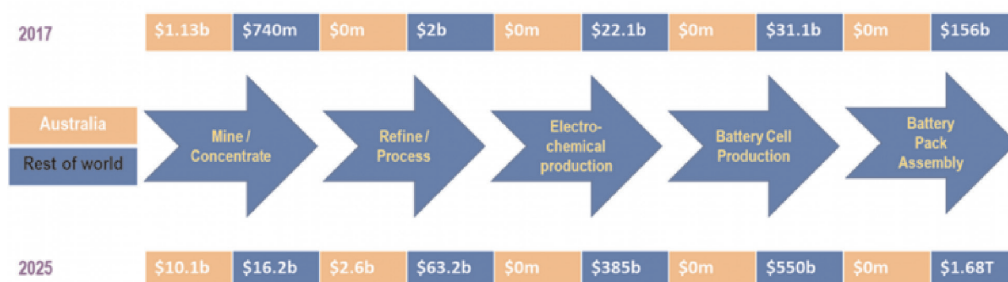 2017
$1.13b $740m $0m $2b $0m $22.1b $0m $31.1b $0m $156b
Australia
Rest of world
Mine /
Concentrate
Refine /
Process
Electro-
chemical
production
Battery Cell
Production
Battery
Pack
Assembly
2025
$10.1b $16.2b $2.6b $63.2b $0m $385b $0m $550b $0m $1.68T